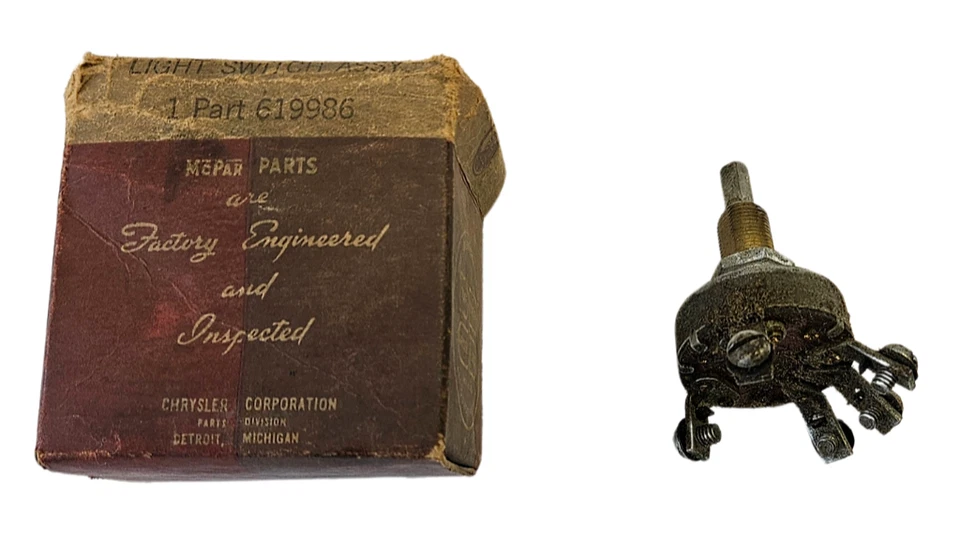 LIGHT SWITCH ASSY.
1 Part 619986
MOPAR PARTS
are
Factory Engineered
and
Inspected
CHRYSLER CORPORATION
PARTS DIVISION
DETROIT, MICHIGAN